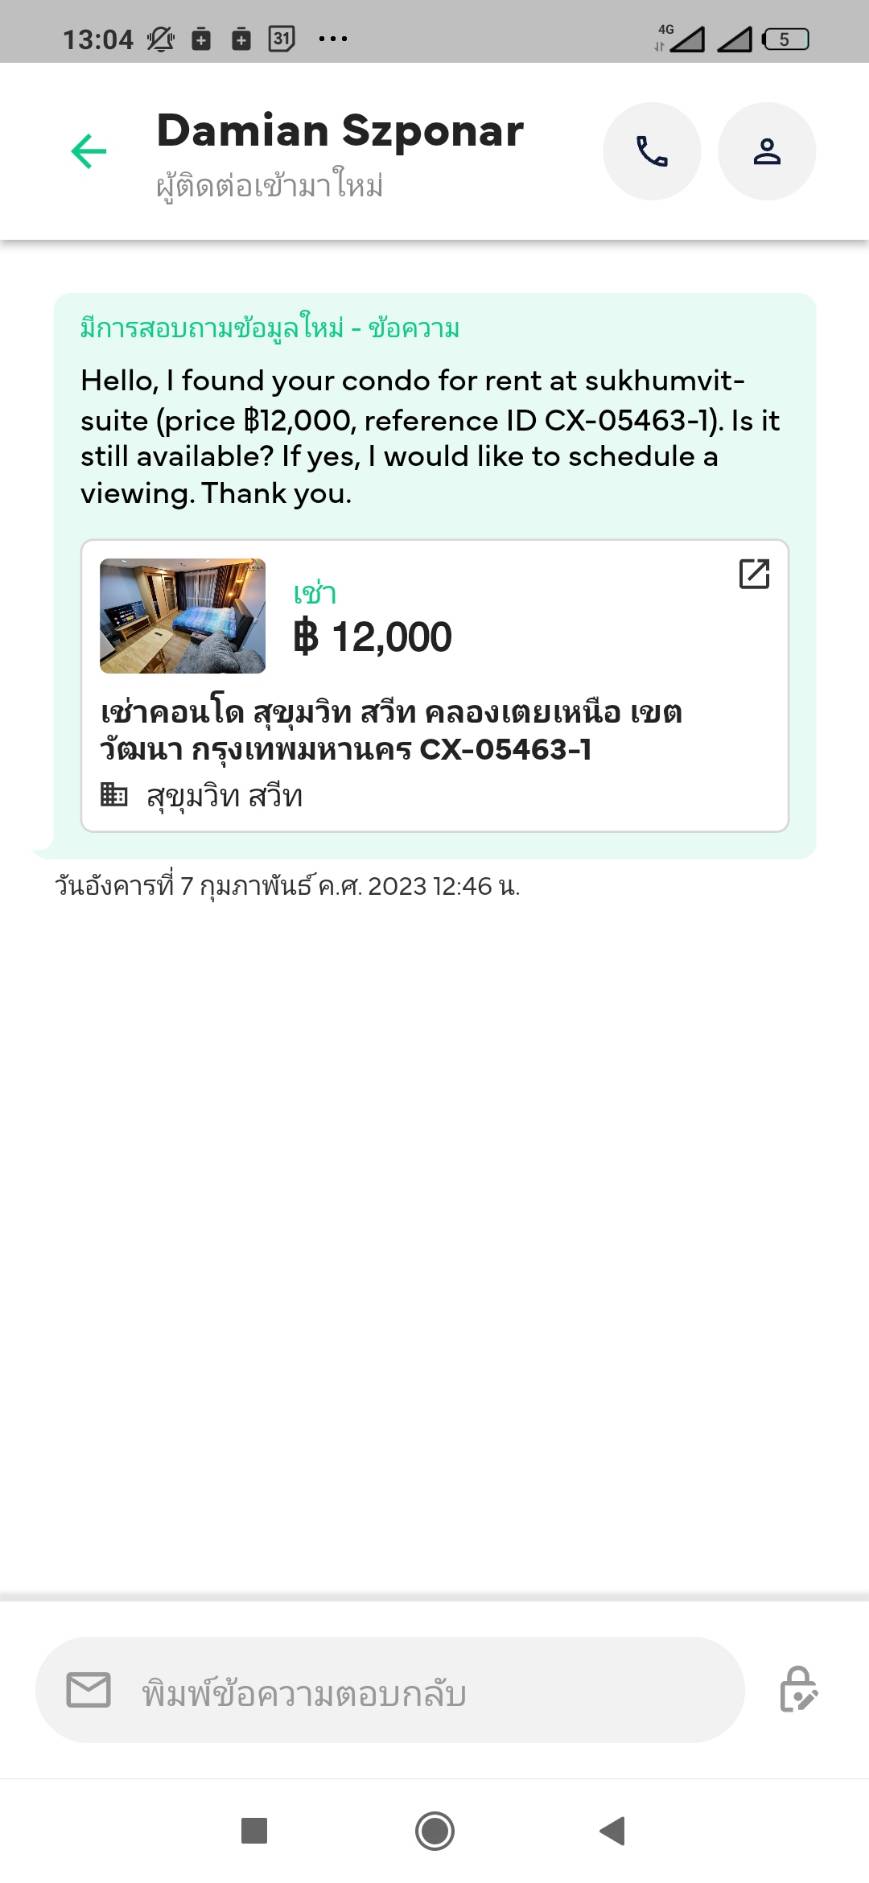 13:04
31
4G
5
Damian Szponar
ผู้ติดต่อเข้ามาใหม่
มีการสอบถามข้อมูลใหม่ - ข้อความ
Hello, I found your condo for rent at sukhumvit-
suite (price ฿12,000, reference ID CX-05463-1). Is it
still available? If yes, I would like to schedule a
viewing. Thank you.
เช่า
฿ 12,000
เช่าคอนโด สุขุมวิท สวีท คลองเตยเหนือ เขต
วัฒนา กรุงเทพมหานคร CX-05463-1
สุขุมวิท สวีท
วันอังคารที่ 7 กุมภาพันธ์ ค.ศ. 2023 12:46 น.
พิมพ์ข้อความตอบกลับ